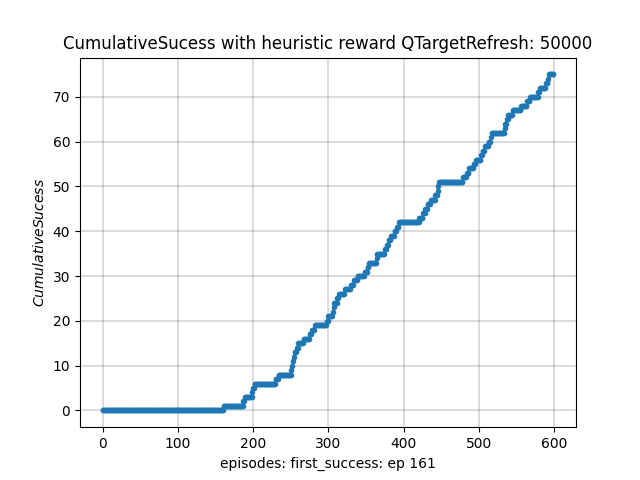 CumulativeSucess with heuristic reward QTargetRefresh: 50000
CumulativeSucess
70
60
50
40
30
20
10
0
0 100 200 300 400 500 600
episodes: first_success: ep 161